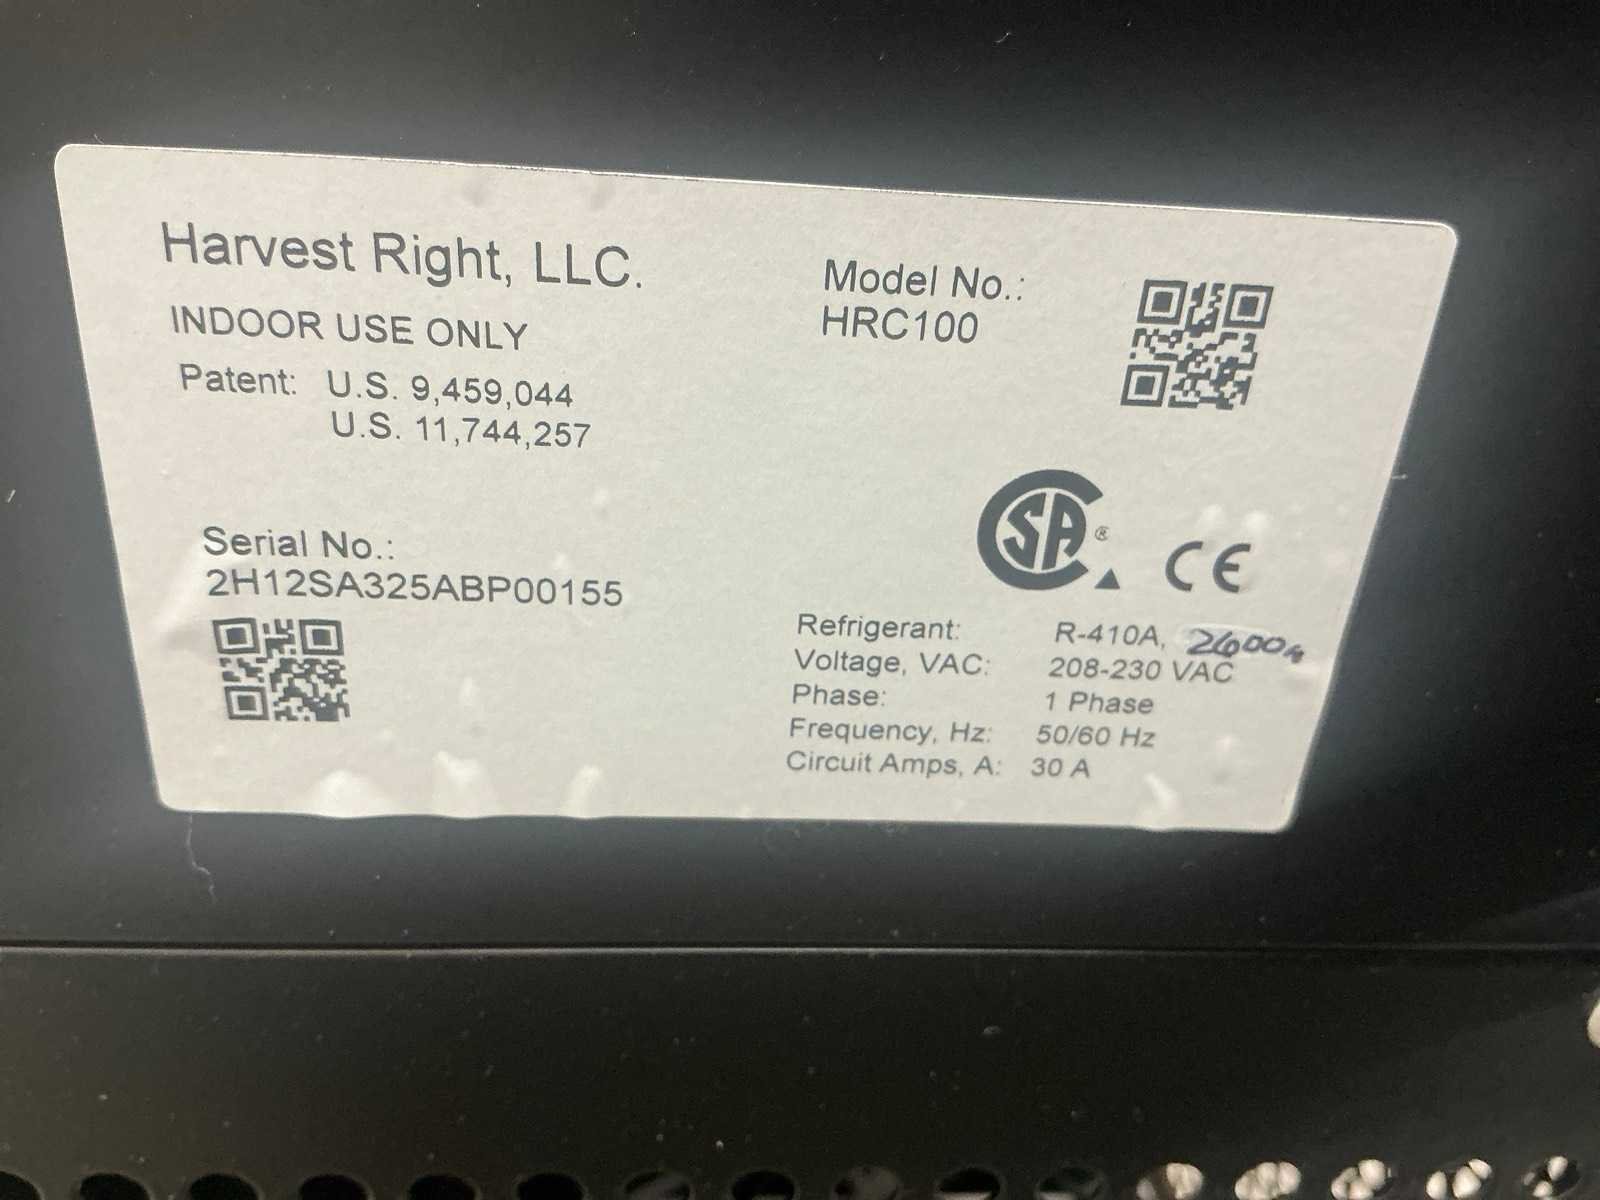 Harvest Right, LLC.
INDOOR USE ONLY
Patent: U.S. 9,459,044
U.S. 11,744,257
Serial No.:
2H12SA325ABP00155
Model No.:
HRC100
SA ®
CE
Refrigerant: R-410A, 2600g
Voltage, VAC: 208-230 VAC
Phase: 1 Phase
Frequency, Hz: 50/60 Hz
Circuit Amps, A: 30 A